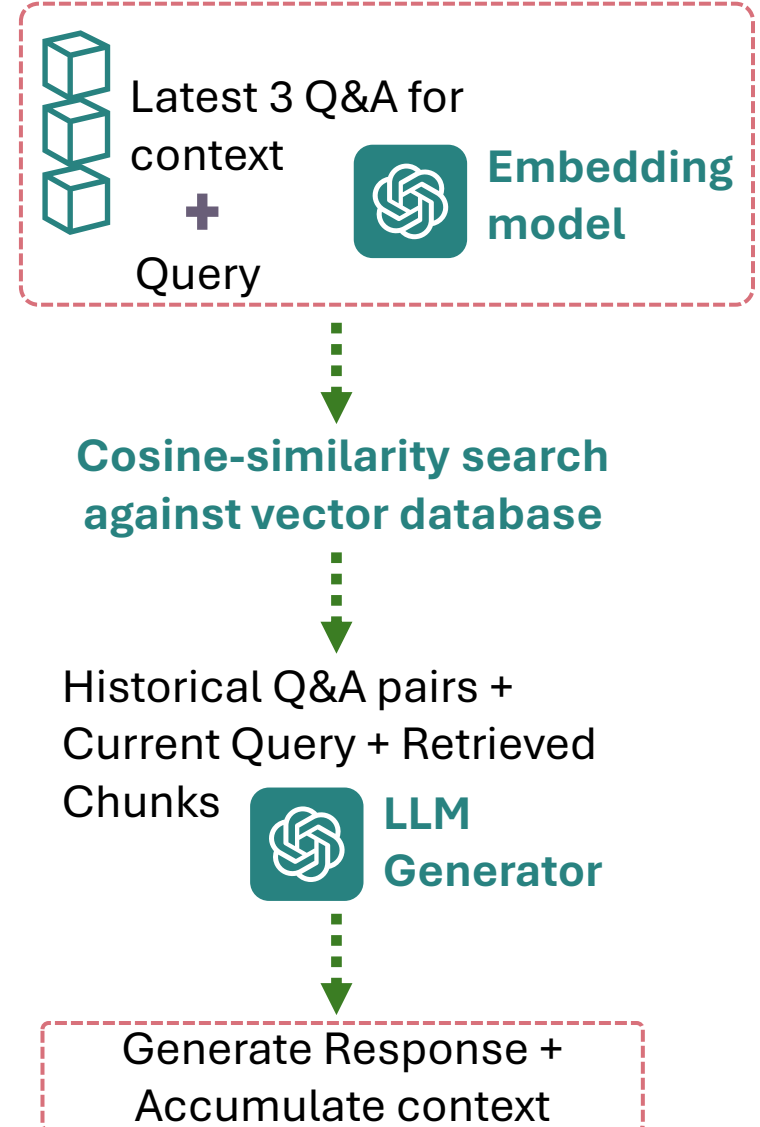 Latest 3 Q&A for
context
+
Query
Embedding
model
Cosine-similarity search
against vector database
Historical Q&A pairs +
Current Query + Retrieved
Chunks
LLM
Generator
Generate Response +
Accumulate context